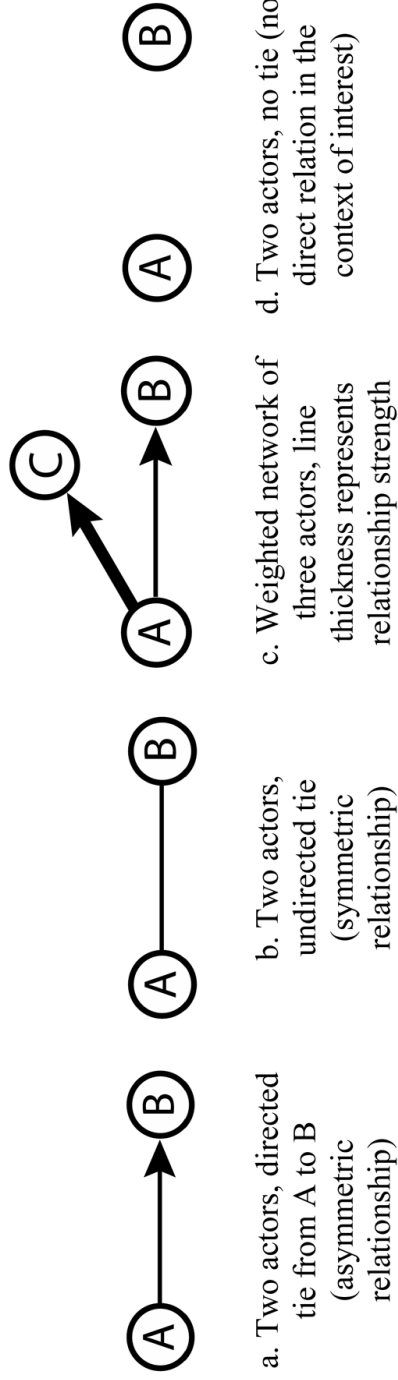 A
B
a. Two actors, directed
tie from A to B
(asymmetric
relationship)
A
B
b. Two actors,
undirected tie
(symmetric
relationship)
C
A
B
c. Weighted network of
three actors, line
thickness represents
relationship strength
A
B
d. Two actors, no tie (no
direct relation in the
context of interest)